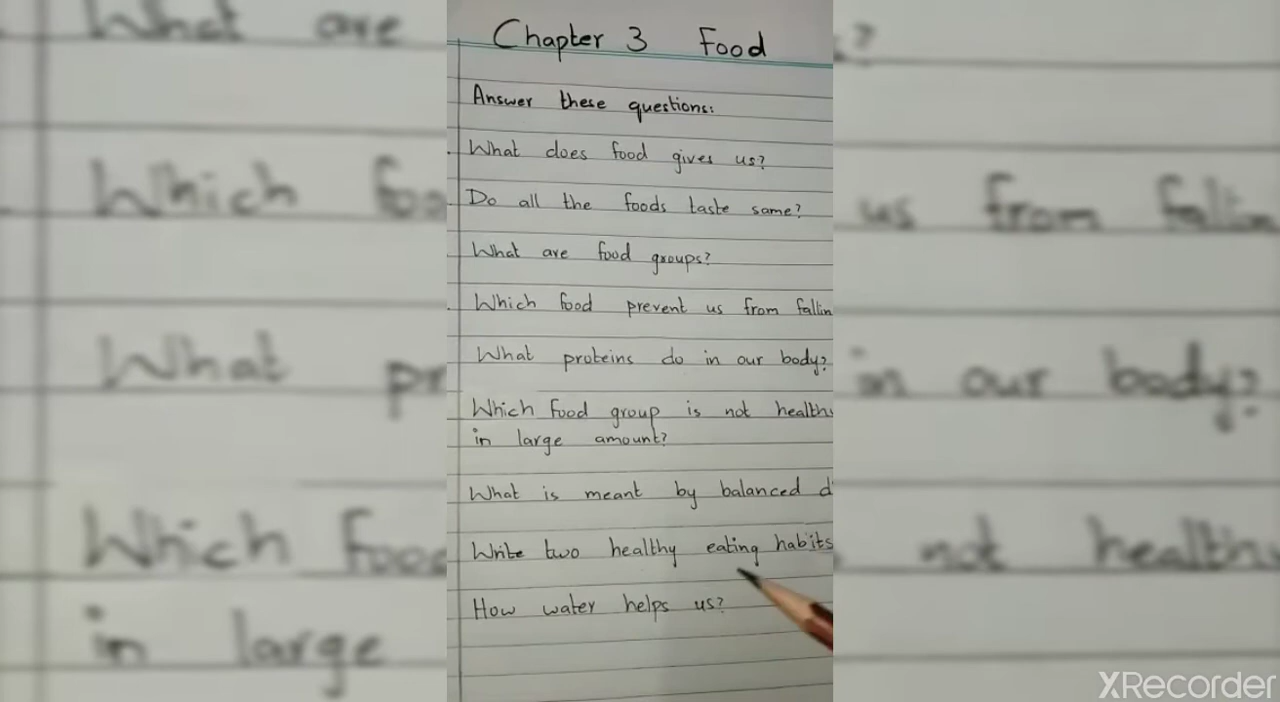 Chapter 3 Food
Answer these questions:
What does food gives us?
Do all the foods taste same?
What are food groups?
Which food prevent us from fallin
What proteins do in our body?
Which food group is not healthy
in large amount?
What is meant by balanced d
Write two healthy eating habits
How water helps us?
XRecorder